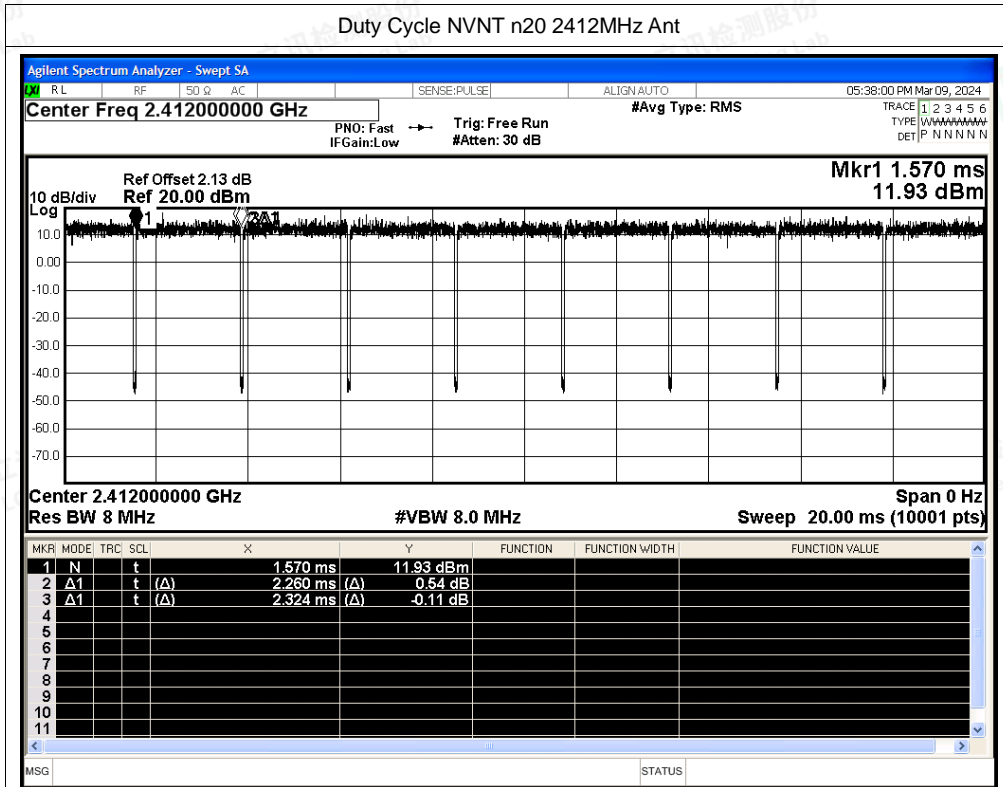 Duty Cycle NVNT n20 2412MHz Ant
Agilent Spectrum Analyzer - Swept SA
LXI RL RF 50 Ω AC SENSE:PULSE ALIGN AUTO 05:38:00 PM Mar 09, 2024
Center Freq 2.412000000 GHz #Avg Type: RMS TRACE 1 2 3 4 5 6
PNO: Fast Trig: Free Run TYPE WWWWWW
IFGain:Low #Atten: 30 dB DET P N N N N N
Mkr1 1.570 ms
Ref Offset 2.13 dB
10 dB/div Ref 20.00 dBm 11.93 dBm
Log
1 3Δ1
10.0
0.00
-10.0
-20.0
-30.0
-40.0
-50.0
-60.0
-70.0
Center 2.412000000 GHz Span 0 Hz
Res BW 8 MHz #VBW 8.0 MHz Sweep 20.00 ms (10001 pts)
MKR MODE TRC SCL X Y FUNCTION FUNCTION WIDTH FUNCTION VALUE
1 N t 1.570 ms 11.93 dBm
2 Δ1 t (Δ) 2.260 ms (Δ) 0.54 dB
3 Δ1 t (Δ) 2.324 ms (Δ) -0.11 dB
4
5
6
7
8
9
10
11
MSG STATUS